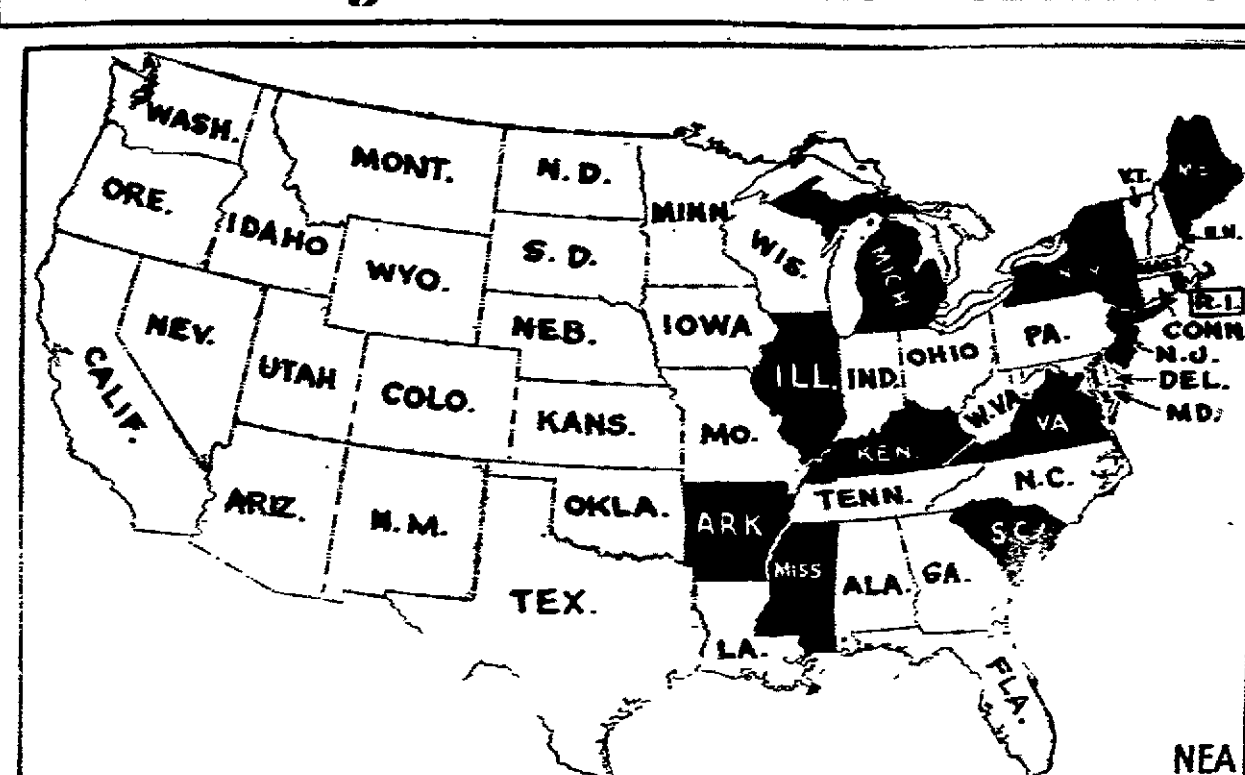 WASH.
MONT.
N.D.
MINN.
V.T.
ME
ORE.
IDAHO
S.D.
WIS.
MICH
N.Y.
WYO.
NEB.
IOWA
R.I.
CONN
PA.
OHIO
N.J.
NEV.
UTAH
COLO.
ILL.
IND.
DEL.
CALIF.
KANS.
MO.
W.VA.
VA
MD.
KEN.
ARIZ.
N.M.
OKLA.
ARK
TENN.
N.C.
S.C.
TEX.
MISS
ALA.
GA.
LA.
FLA.
NEA